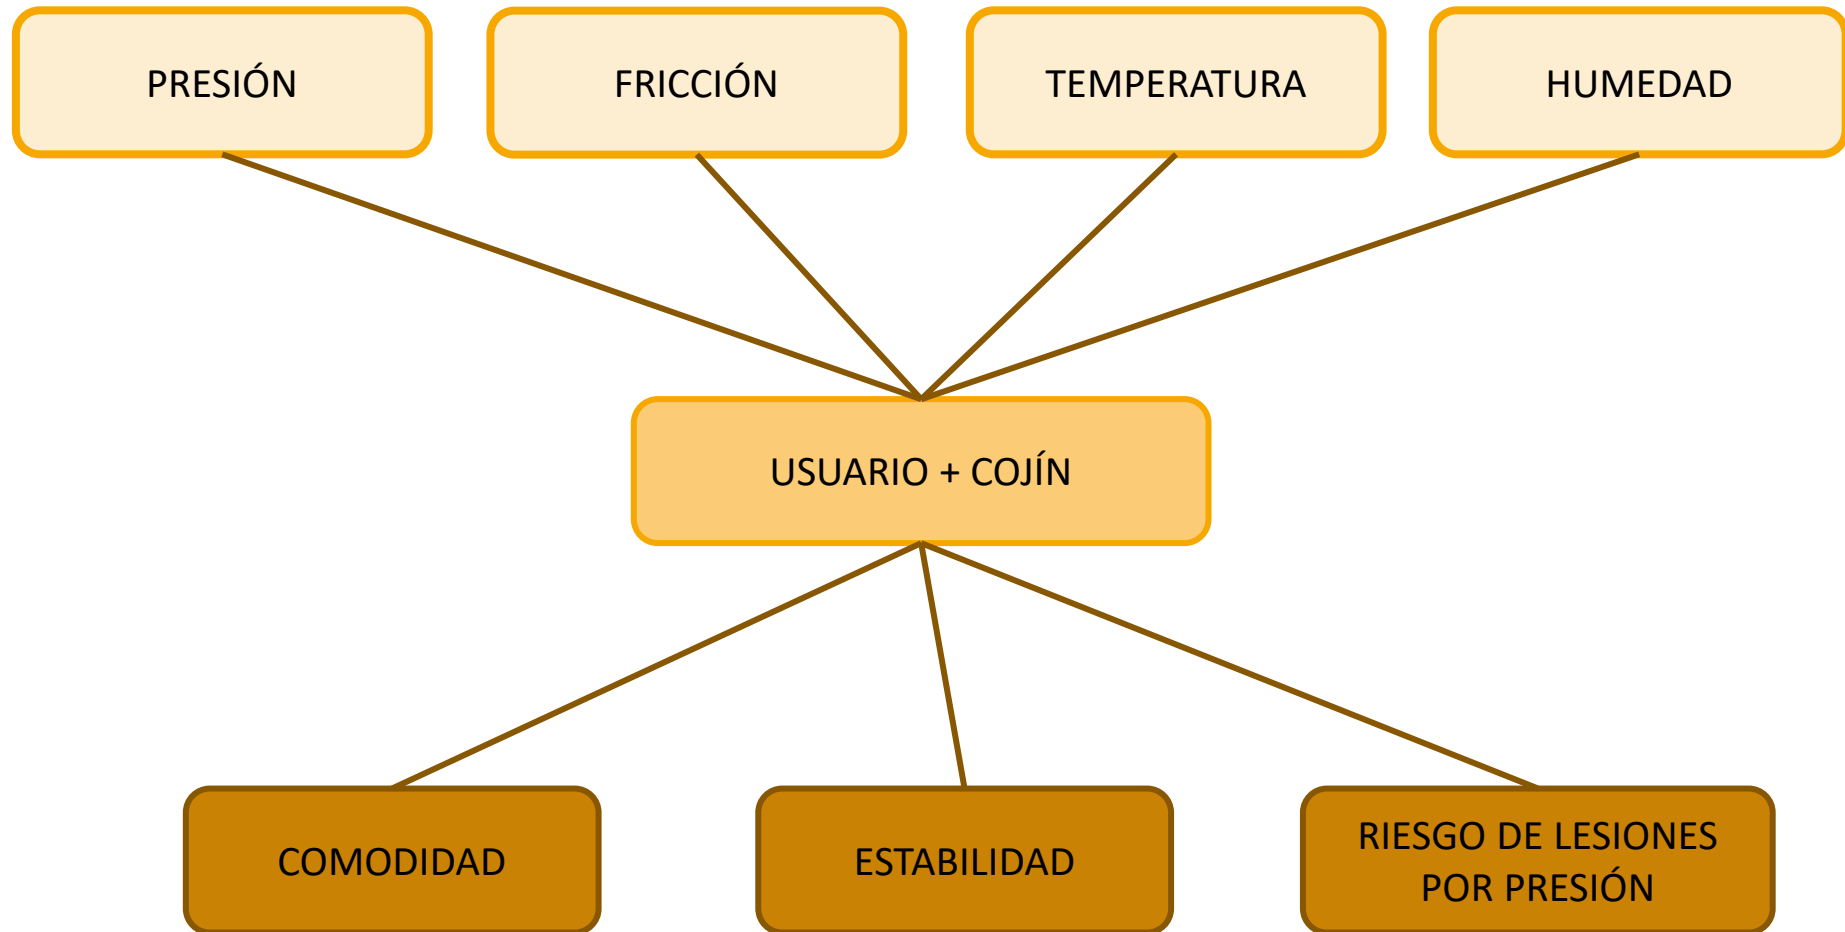 PRESIÓN
FRICCIÓN
TEMPERATURA
HUMEDAD
USUARIO + COJÍN
COMODIDAD
ESTABILIDAD
RIESGO DE LESIONES
POR PRESIÓN